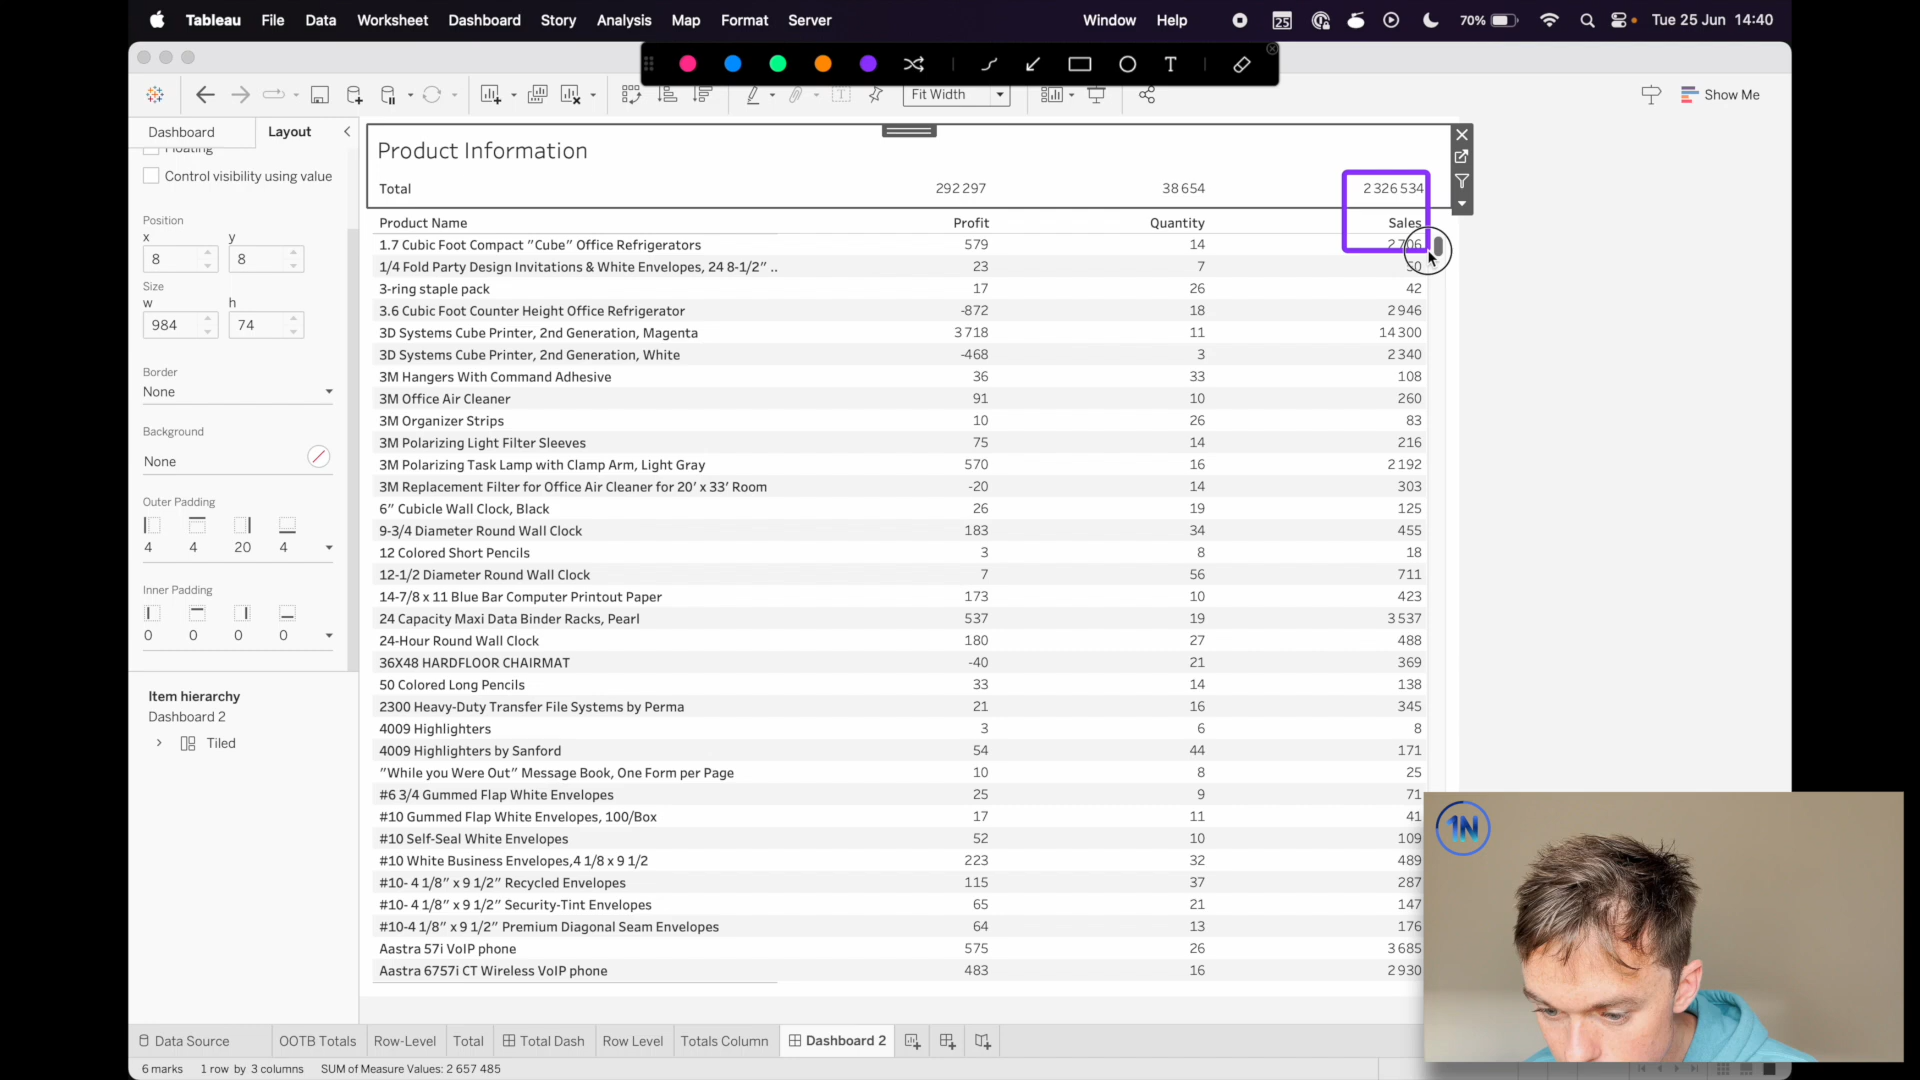 Tableau File Data Worksheet Dashboard Story Analysis Map Format Server Window Help 25 70% Tue 25 Jun 14:40
T
Fit Width Show Me
Dashboard Layout
Floating
Control visibility using value
Position
x y
8 8
Size
w h
984 74
Border
None
Background
None
Outer Padding
4 4 20 4
Inner Padding
0 0 0 0
Item hierarchy
Dashboard 2
Tiled
Product Information
Total 292 297 38 654 2 326 534
Product Name Profit Quantity Sales
1.7 Cubic Foot Compact "Cube" Office Refrigerators 579 14 2 706
1/4 Fold Party Design Invitations & White Envelopes, 24 8-1/2" .. 23 7 50
3-ring staple pack 17 26 42
3.6 Cubic Foot Counter Height Office Refrigerator -872 18 2 946
3D Systems Cube Printer, 2nd Generation, Magenta 3 718 11 14 300
3D Systems Cube Printer, 2nd Generation, White -468 3 2 340
3M Hangers With Command Adhesive 36 33 108
3M Office Air Cleaner 91 10 260
3M Organizer Strips 10 26 83
3M Polarizing Light Filter Sleeves 75 14 216
3M Polarizing Task Lamp with Clamp Arm, Light Gray 570 16 2 192
3M Replacement Filter for Office Air Cleaner for 20' x 33' Room -20 14 303
6" Cubicle Wall Clock, Black 26 19 125
9-3/4 Diameter Round Wall Clock 183 34 455
12 Colored Short Pencils 3 8 18
12-1/2 Diameter Round Wall Clock 7 56 711
14-7/8 x 11 Blue Bar Computer Printout Paper 173 10 423
24 Capacity Maxi Data Binder Racks, Pearl 537 19 3 537
24-Hour Round Wall Clock 180 27 488
36X48 HARDFLOOR CHAIRMAT -40 21 369
50 Colored Long Pencils 33 14 138
2300 Heavy-Duty Transfer File Systems by Perma 21 16 345
4009 Highlighters 3 6 8
4009 Highlighters by Sanford 54 44 171
"While you Were Out" Message Book, One Form per Page 10 8 25
#6 3/4 Gummed Flap White Envelopes 25 9 71
#10 Gummed Flap White Envelopes, 100/Box 17 11 41
#10 Self-Seal White Envelopes 52 10 109
#10 White Business Envelopes,4 1/8 x 9 1/2 223 32 489
#10- 4 1/8" x 9 1/2" Recycled Envelopes 115 37 287
#10- 4 1/8" x 9 1/2" Security-Tint Envelopes 65 21 147
#10-4 1/8" x 9 1/2" Premium Diagonal Seam Envelopes 64 13 176
Aastra 57i VoIP phone 575 26 3 685
Aastra 6757i CT Wireless VoIP phone 483 16 2 930
1N
Data Source OOTB Totals Row-Level Total Total Dash Row Level Totals Column Dashboard 2
6 marks 1 row by 3 columns SUM of Measure Values: 2 657 485